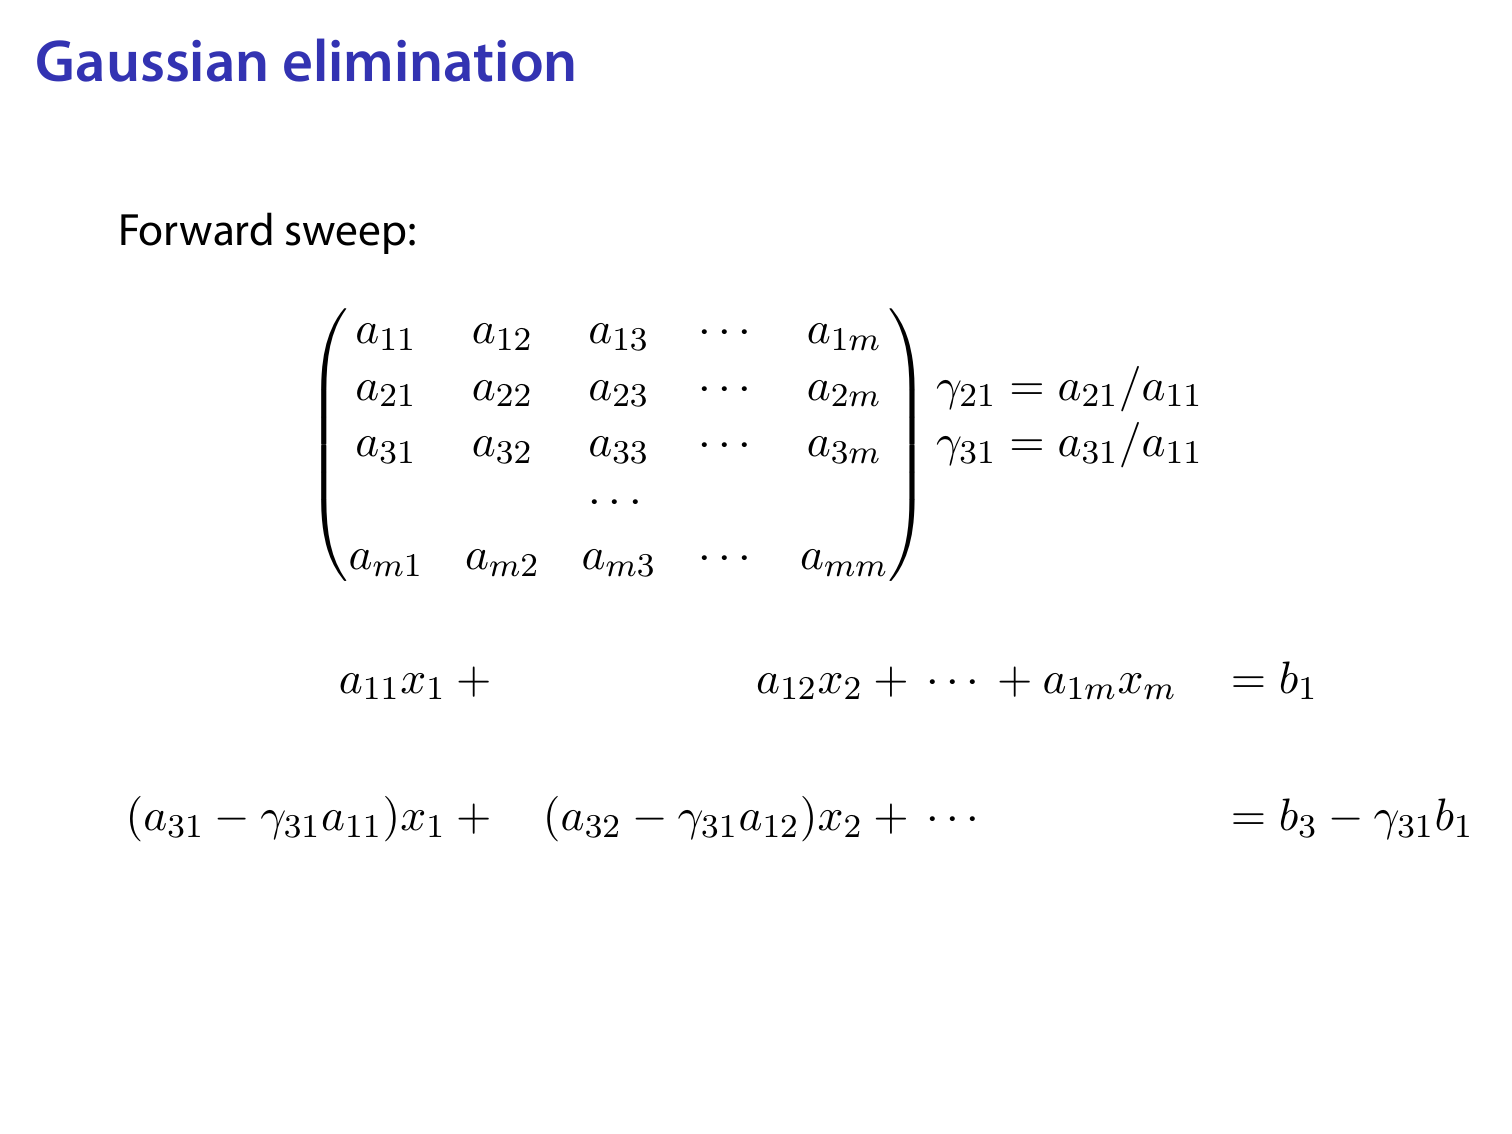 Gaussian elimination
Forward sweep:
a₁₁ a₁₂ a₁₃ ⋯ a₁ₘ
a₂₁ a₂₂ a₂₃ ⋯ a₂ₘ γ₂₁ = a₂₁/a₁₁
a₃₁ a₃₂ a₃₃ ⋯ a₃ₘ γ₃₁ = a₃₁/a₁₁
⋯
aₘ₁ aₘ₂ aₘ₃ ⋯ aₘₘ
a₁₁x₁ + a₁₂x₂ + ⋯ + a₁ₘxₘ = b₁
(a₃₁ − γ₃₁a₁₁)x₁ + (a₃₂ − γ₃₁a₁₂)x₂ + ⋯ = b₃ − γ₃₁b₁